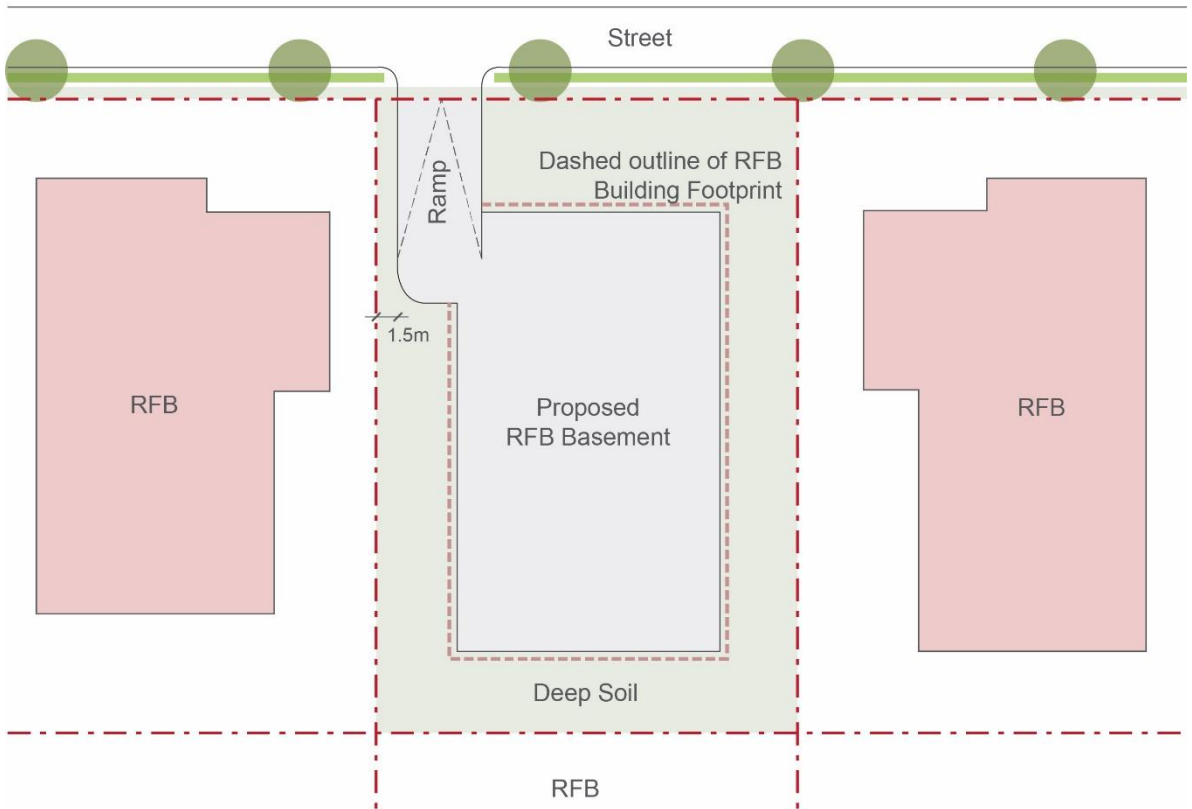 Street
Ramp
Dashed outline of RFB
Building Footprint
1.5m
RFB
Proposed
RFB Basement
RFB
Deep Soil
RFB